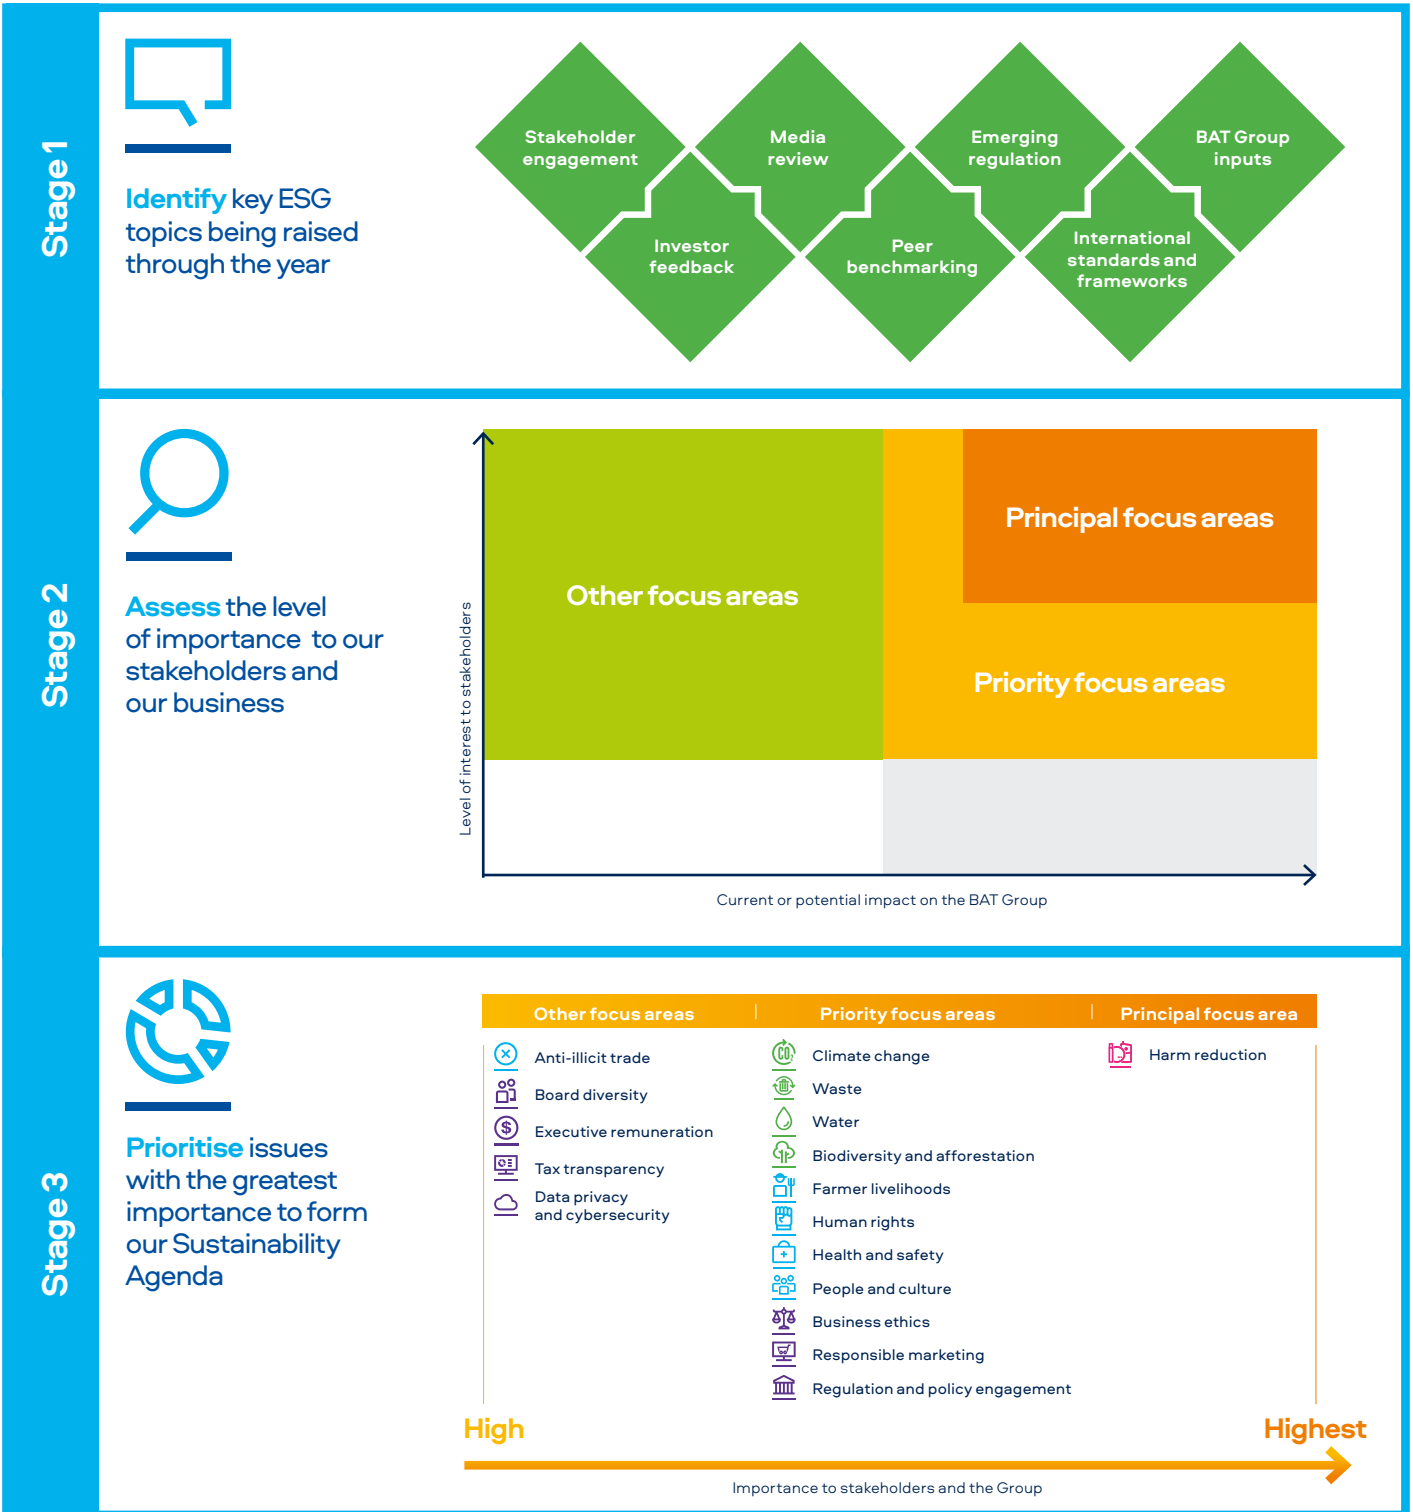 Stage 1
Identify key ESG
topics being raised
through the year
Stakeholder
engagement
Media
review
Emerging
regulation
BAT Group
inputs
Investor
feedback
Peer
benchmarking
International
standards and
frameworks
Stage 2
Assess the level
of importance to our
stakeholders and
our business
Level of interest to stakeholders
Other focus areas
Principal focus areas
Priority focus areas
Current or potential impact on the BAT Group
Stage 3
Prioritise issues
with the greatest
importance to form
our Sustainability
Agenda
Other focus areas
Anti-illicit trade
Board diversity
$
Executive remuneration
Tax transparency
Data privacy
and cybersecurity
Priority focus areas
CO2
Climate change
Waste
Water
Biodiversity and afforestation
Farmer livelihoods
Human rights
Health and safety
People and culture
Business ethics
Responsible marketing
Regulation and policy engagement
Principal focus area
Harm reduction
High
Highest
Importance to stakeholders and the Group